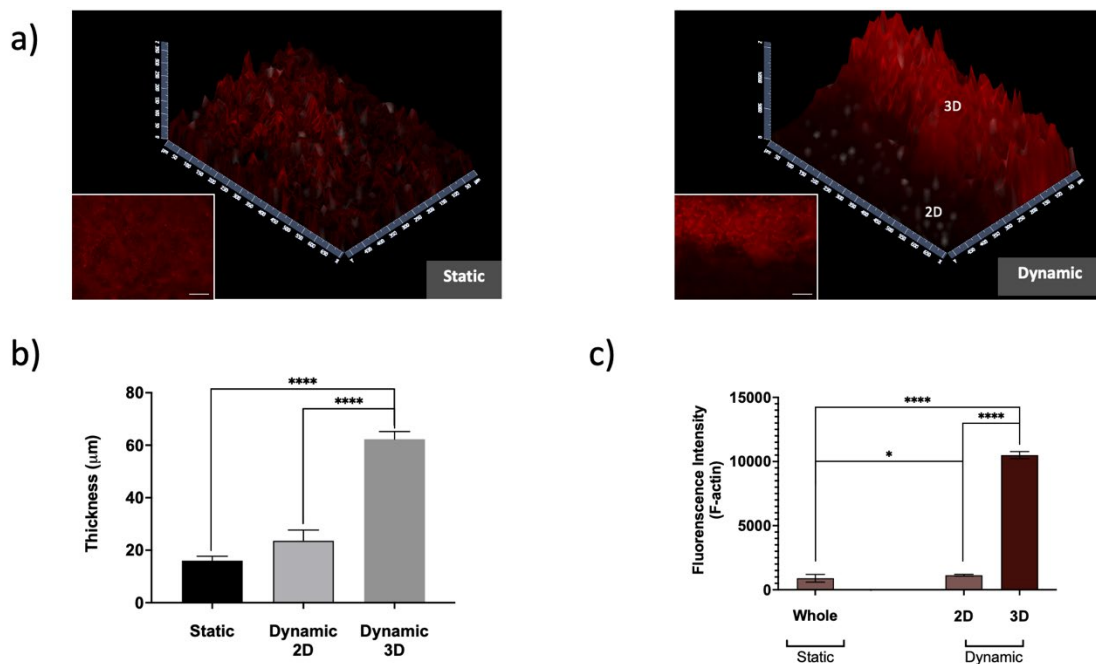 a)
3D
2D
Static
Dynamic
b)
c)
****
****
80
60
40
20
0
Thickness (μm)
Static
Dynamic
2D
Dynamic
3D
****
****
*
15000
10000
5000
0
Fluorenscence Intensity
(F-actin)
Whole
2D
3D
Static
Dynamic